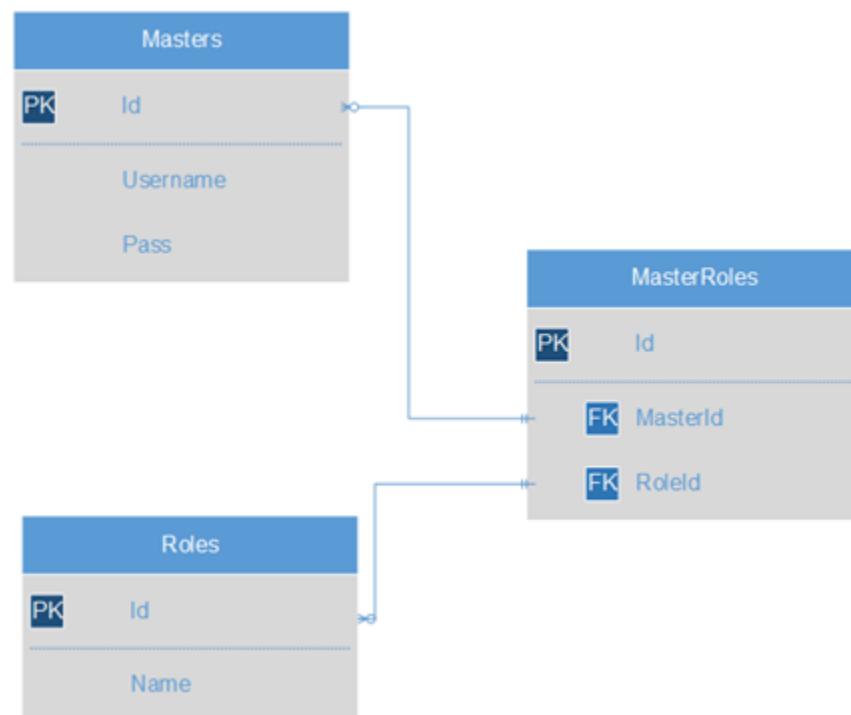 Masters
PK Id
Username
Pass
MasterRoles
PK Id
FK MasterId
FK RoleId
Roles
PK Id
Name